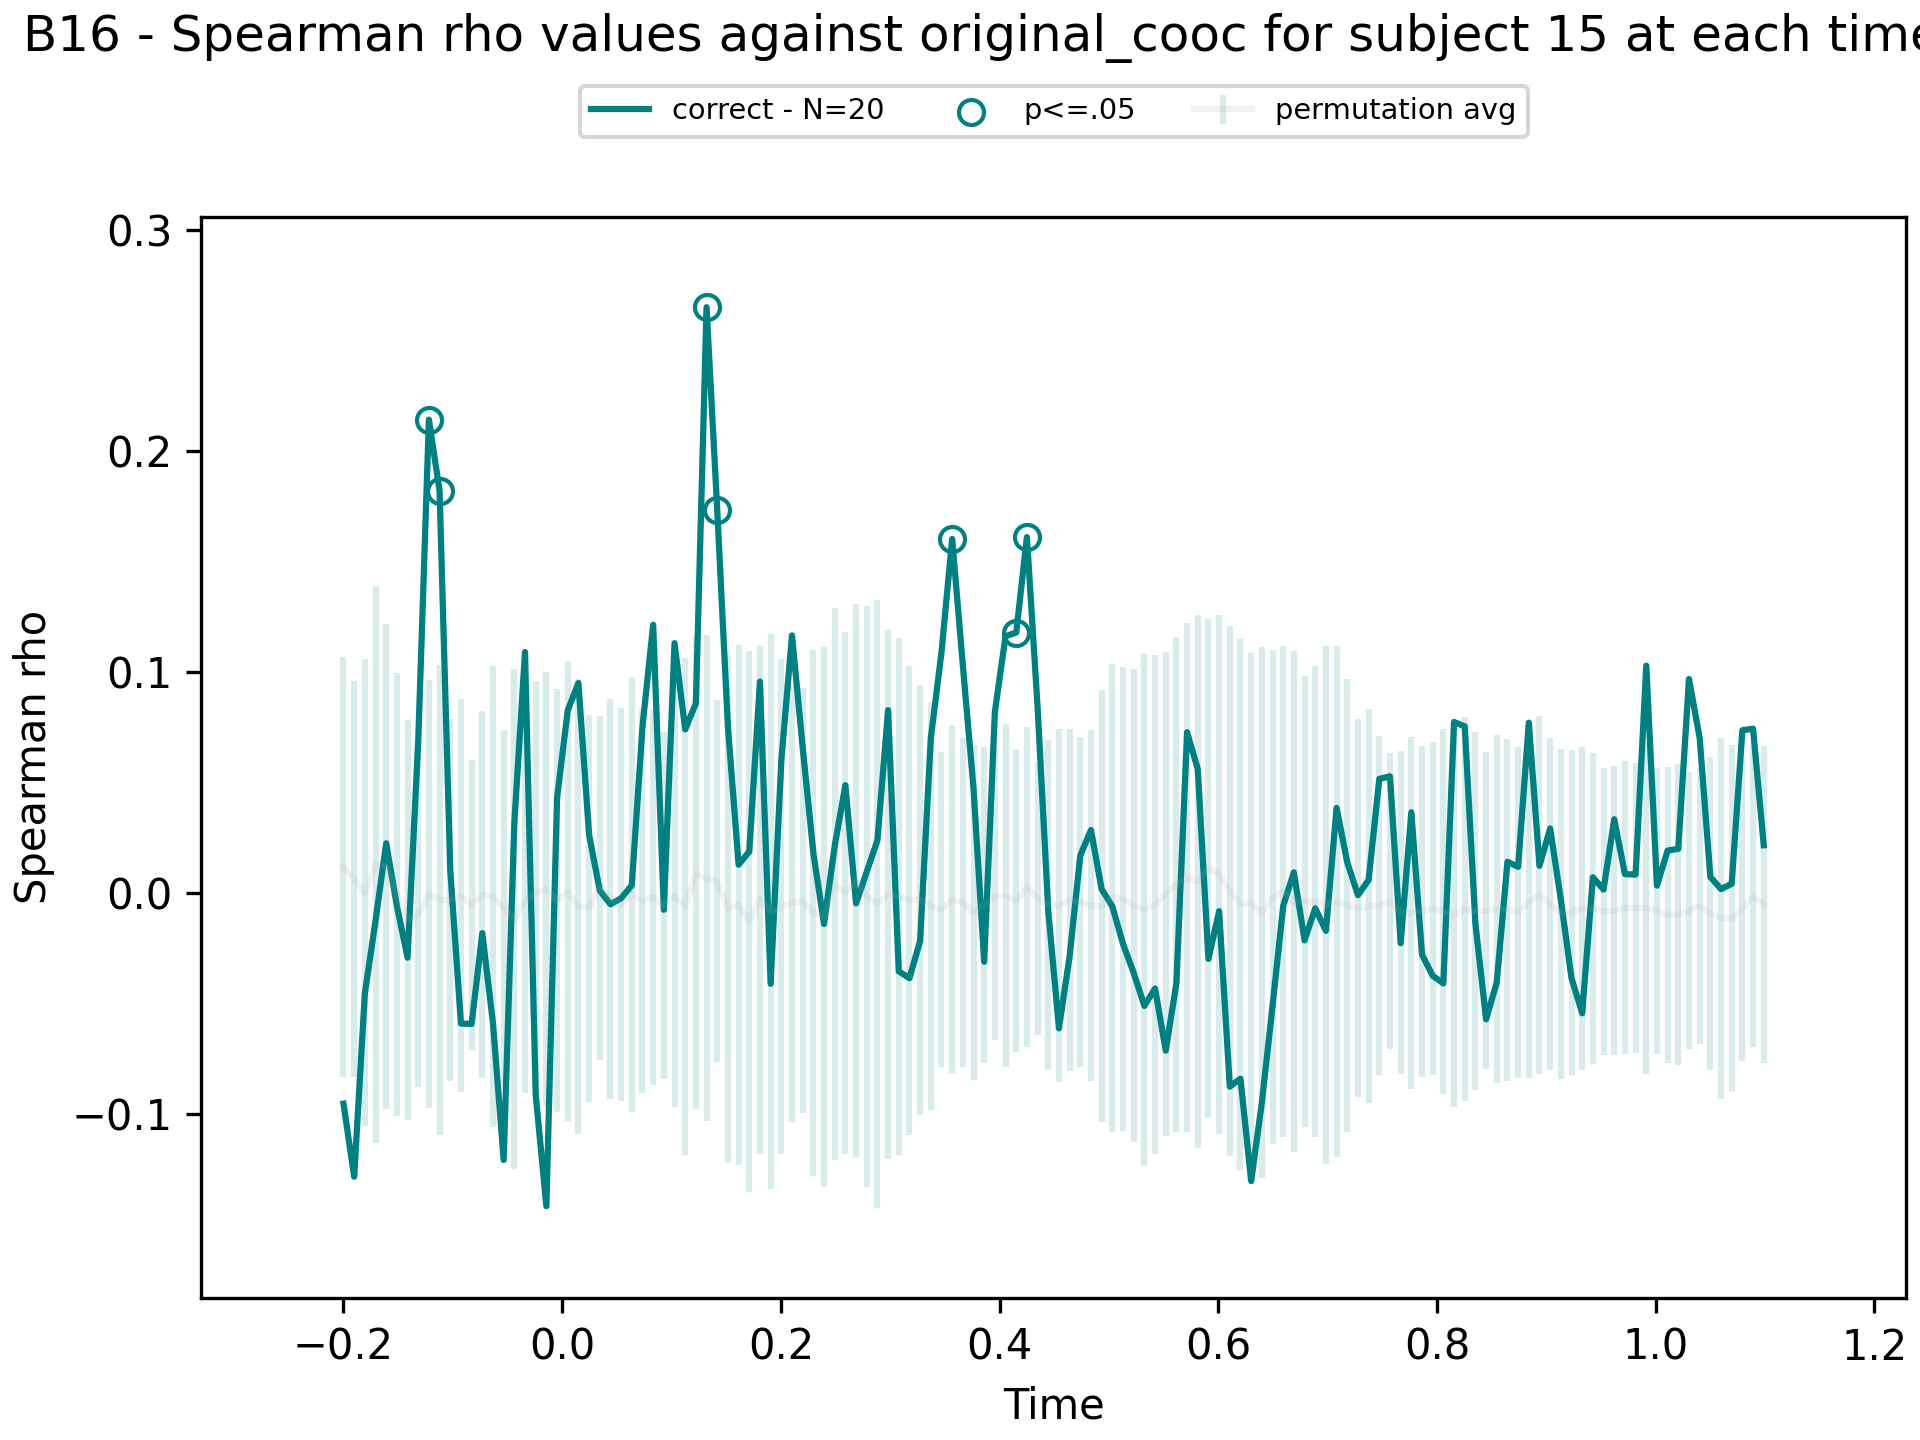 B16 - Spearman rho values against original_cooc for subject 15 at each time
correct - N=20 p<=.05 permutation avg
0.3
0.2
0.1
0.0
−0.1
Spearman rho
−0.2 0.0 0.2 0.4 0.6 0.8 1.0 1.2
Time